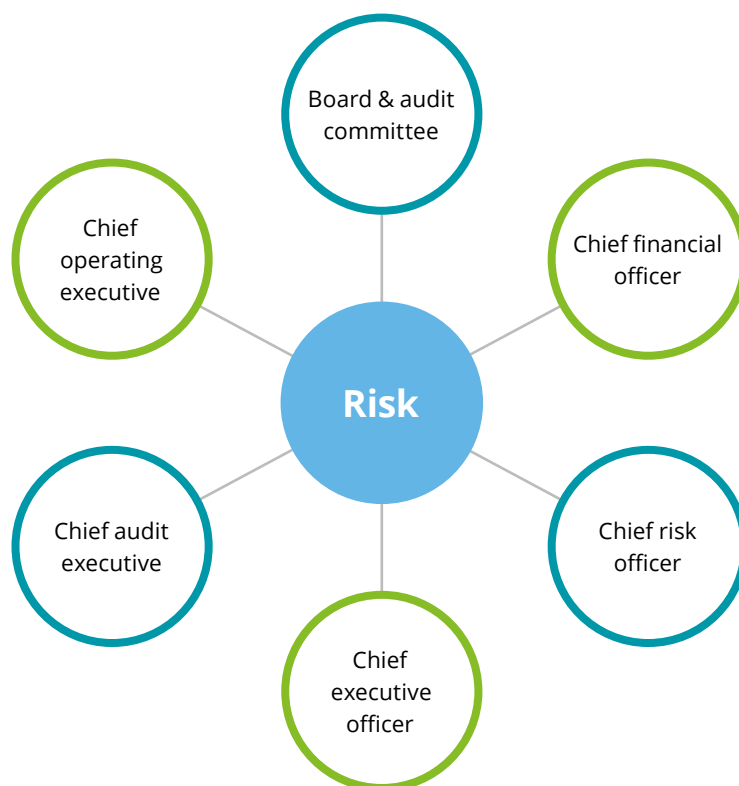 Board & audit
committee
Chief
operating
executive
Chief financial
officer
Risk
Chief audit
executive
Chief risk
officer
Chief
executive
officer